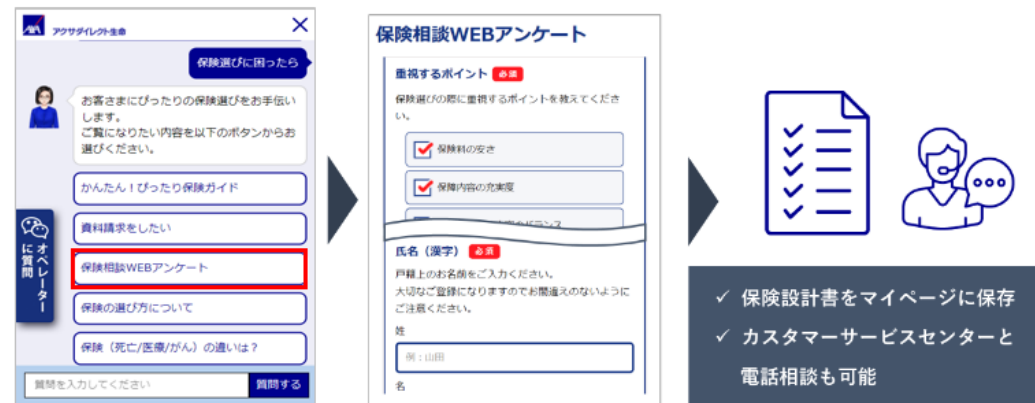 AXA アクサダイレクト生命
保険選びに困ったら
お客さまにぴったりの保険選びをお手伝い
します。
ご覧になりたい内容を以下のボタンからお
選びください。
かんたん!ぴったり保険ガイド
資料請求をしたい
保険相談WEBアンケート
保険の選び方について
保険(死亡/医療/がん)の違いは?
オペレーター
に質問
質問を入力してください
質問する
保険相談WEBアンケート
重視するポイント 必須
保険選びの際に重視するポイントを教えてくださ
い。
保険料の安さ
保障内容の充実度
バランス
氏名(漢字) 必須
戸籍上のお名前をご入力ください。
大切なご登録になりますのでお間違えのないように
ご注意ください。
姓
例:山田
名
✓ 保険設計書をマイページに保存
✓ カスタマーサービスセンターと
電話相談も可能